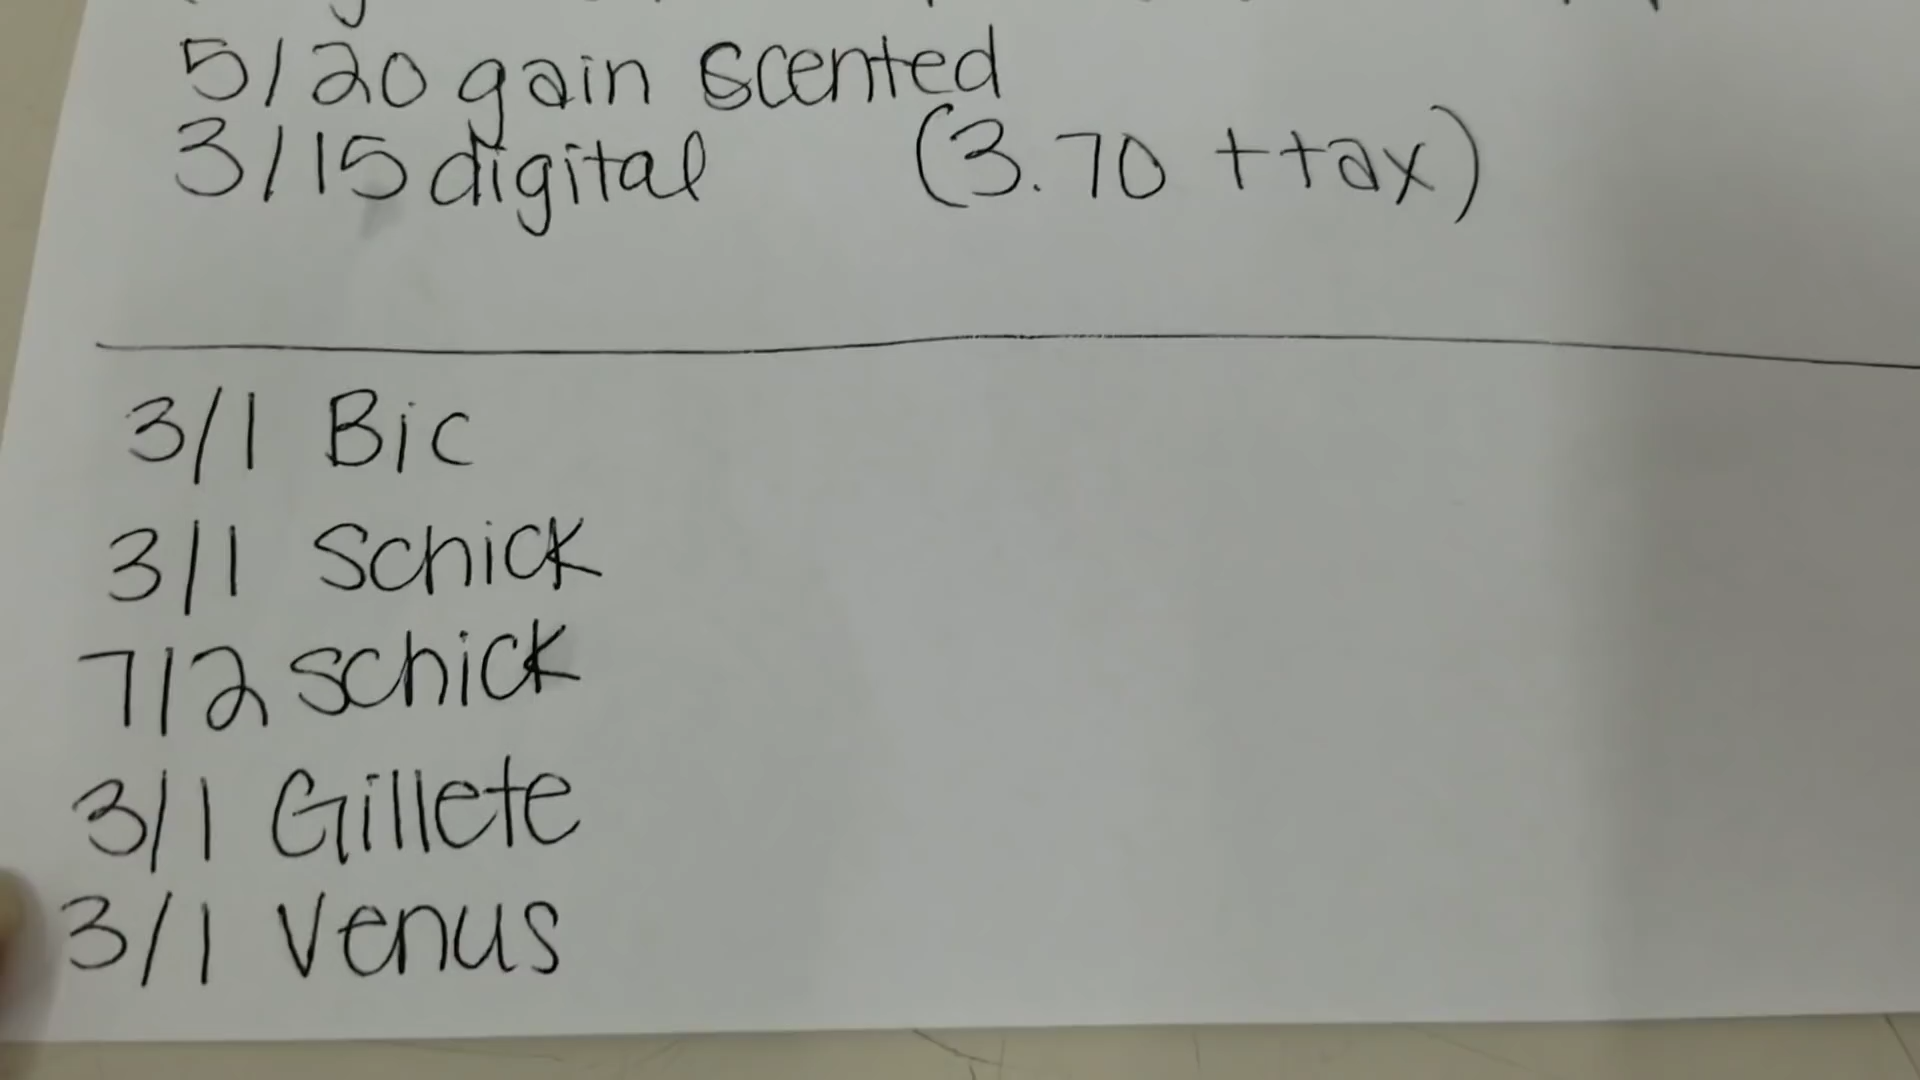 5/20 gain scented
3/15 digital (3.70 + tax)
3/1 Bic
3/1 Schick
7/2 schick
3/1 Gillete
3/1 Venus